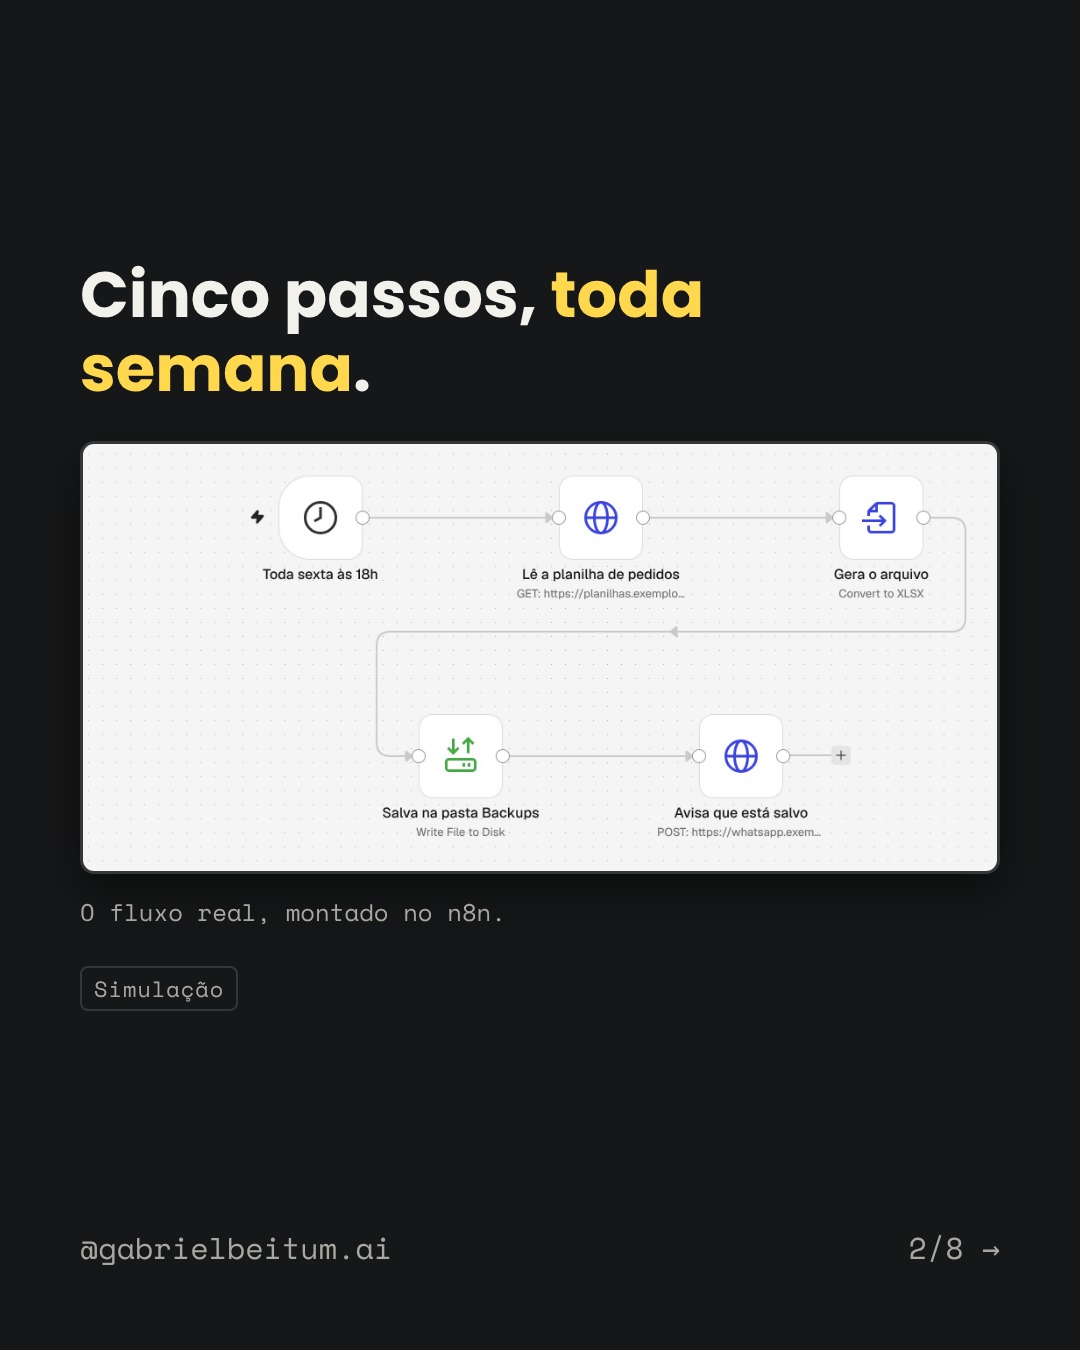 Cinco passos, toda
semana.
Toda sexta às 18h
Lê a planilha de pedidos
GET: https://planilhas.exemplo...
Gera o arquivo
Convert to XLSX
Salva na pasta Backups
Write File to Disk
Avisa que está salvo
POST: https://whatsapp.exem...
O fluxo real, montado no n8n.
Simulação
@gabrielbeitum.ai
2/8 →